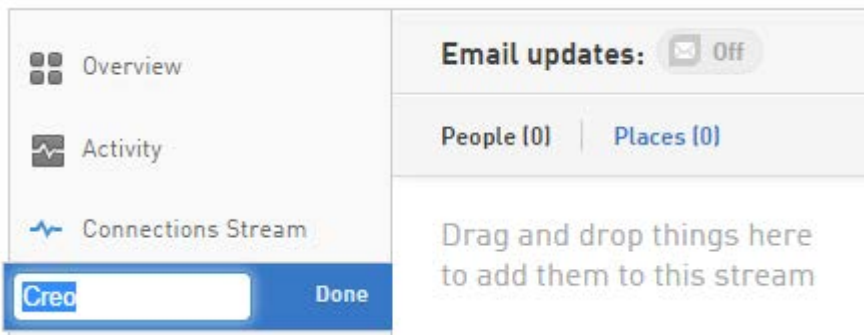 Overview
Activity
Connections Stream
Creo Done
Email updates: Off
People (0) Places (0)
Drag and drop things here
to add them to this stream